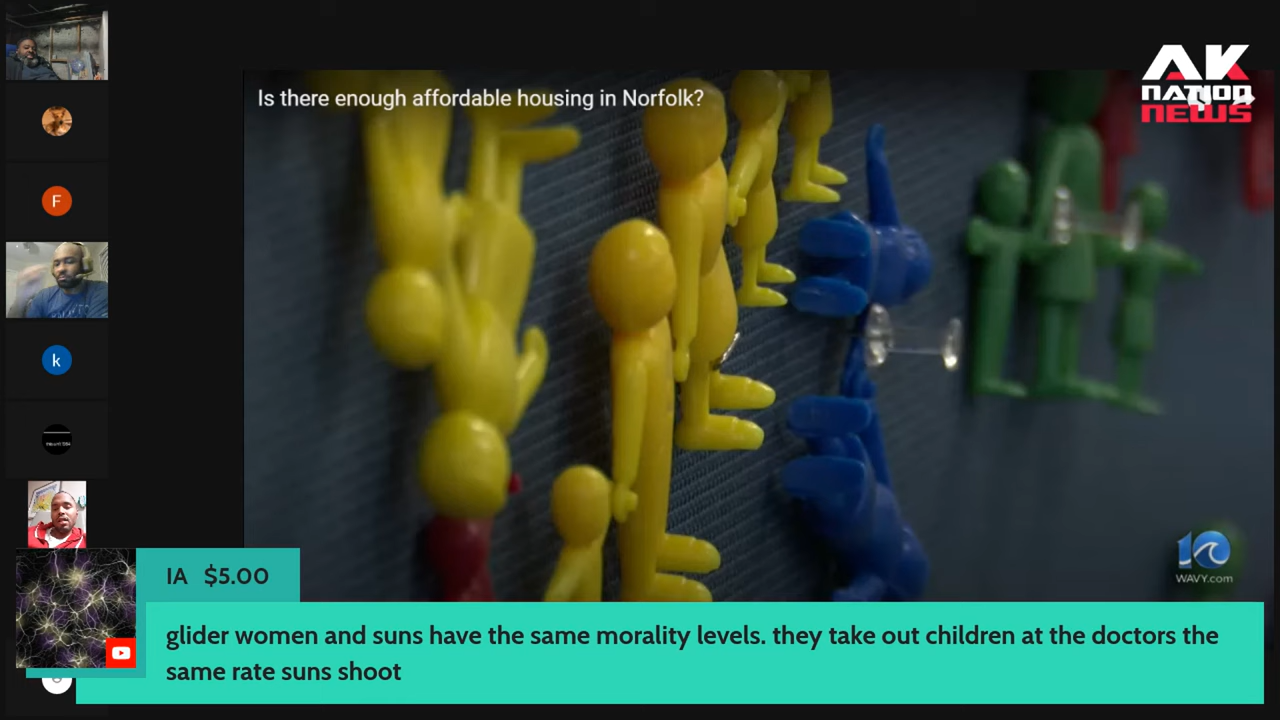 Is there enough affordable housing in Norfolk?
AK
NATION
NEWS
F
k
10
WAVY.com
IA $5.00
glider women and suns have the same morality levels. they take out children at the doctors the
same rate suns shoot